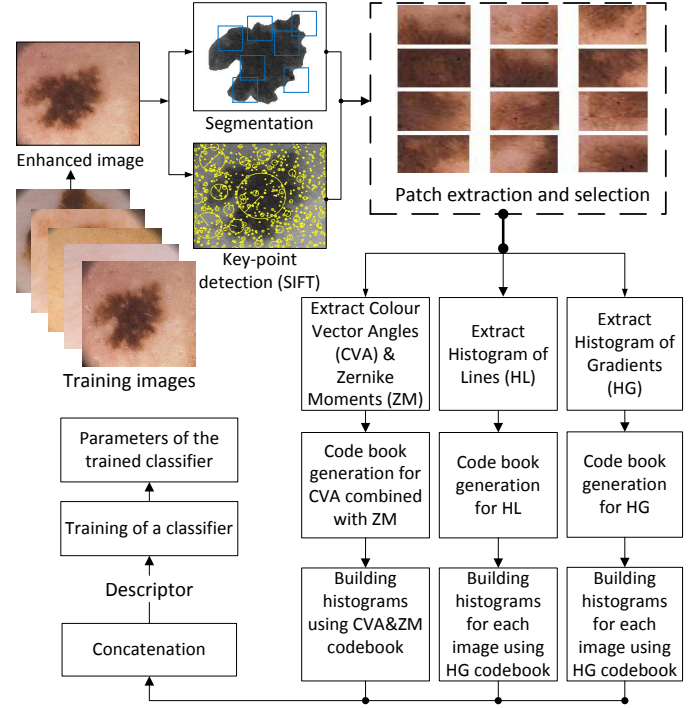 Segmentation
Enhanced image
Key-point
detection (SIFT)
Patch extraction and selection
Training images
Extract Colour
Vector Angles
(CVA) &
Zernike
Moments (ZM)
Extract
Histogram of
Lines (HL)
Extract
Histogram of
Gradients
(HG)
Code book
generation for
CVA combined
with ZM
Code book
generation
for HL
Code book
generation
for HG
Building
histograms
using CVA&ZM
codebook
Building
histograms
for each
image using
HG codebook
Building
histograms
for each
image using
HG codebook
Concatenation
Descriptor
Training of a classifier
Parameters of the
trained classifier